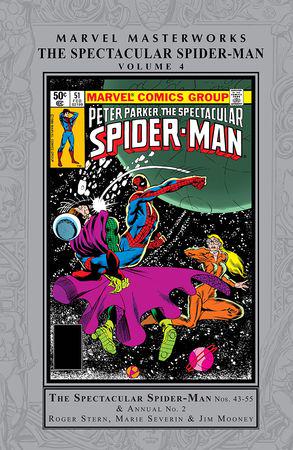 MARVEL MASTERWORKS
THE SPECTACULAR SPIDER-MAN
VOLUME 4
50¢
51
FEB
MARVEL COMICS GROUP
PETER PARKER, THE SPECTACULAR
SPIDER-MAN
THE SPECTACULAR SPIDER-MAN NOS. 43-55
& ANNUAL NO. 2
ROGER STERN, MARIE SEVERIN & JIM MOONEY